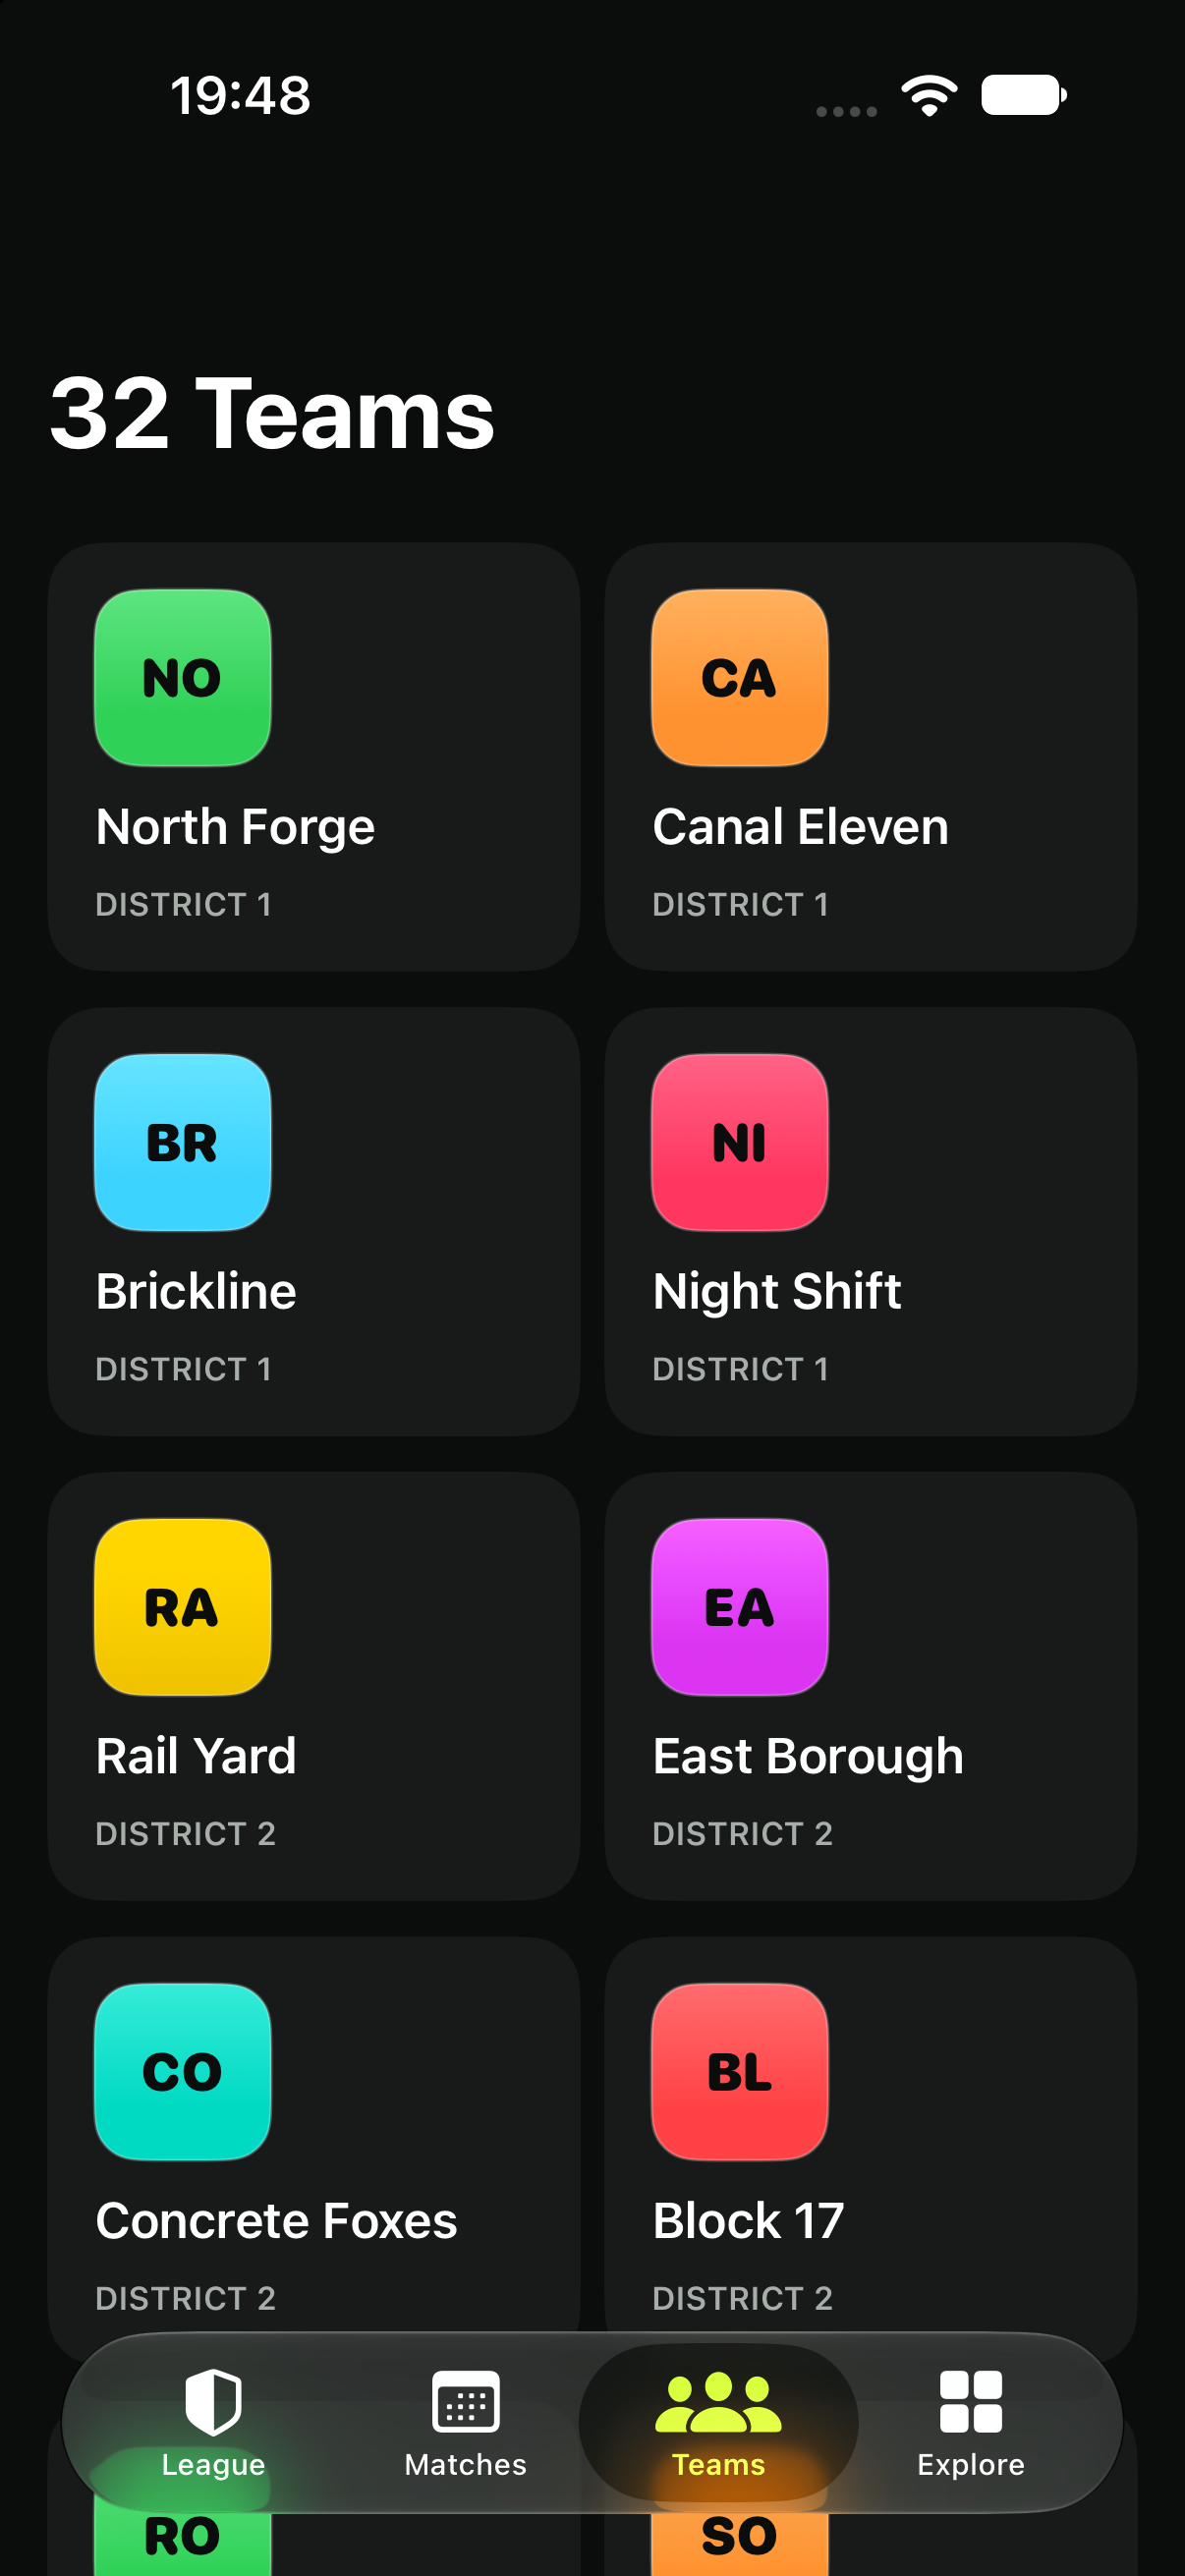 19:48
32 Teams
NO
CA
North Forge
Canal Eleven
DISTRICT 1
DISTRICT 1
BR
NI
Brickline
Night Shift
DISTRICT 1
DISTRICT 1
RA
EA
Rail Yard
East Borough
DISTRICT 2
DISTRICT 2
CO
BL
Concrete Foxes
Block 17
DISTRICT 2
DISTRICT 2
League
Matches
Teams
Explore
RO
SO